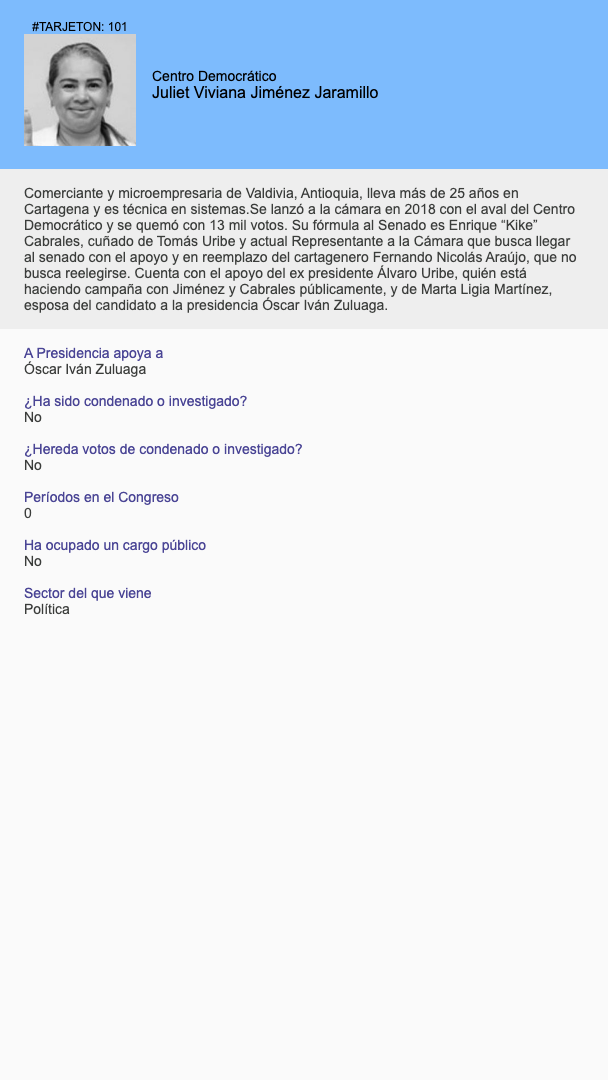 #TARJETON: 101
Centro Democrático
Juliet Viviana Jiménez Jaramillo
Comerciante y microempresaria de Valdivia, Antioquia, lleva más de 25 años en
Cartagena y es técnica en sistemas.Se lanzó a la cámara en 2018 con el aval del Centro
Democrático y se quemó con 13 mil votos. Su fórmula al Senado es Enrique “Kike”
Cabrales, cuñado de Tomás Uribe y actual Representante a la Cámara que busca llegar
al senado con el apoyo y en reemplazo del cartagenero Fernando Nicolás Araújo, que no
busca reelegirse. Cuenta con el apoyo del ex presidente Álvaro Uribe, quién está
haciendo campaña con Jiménez y Cabrales públicamente, y de Marta Ligia Martínez,
esposa del candidato a la presidencia Óscar Iván Zuluaga.
A Presidencia apoya a
Óscar Iván Zuluaga
¿Ha sido condenado o investigado?
No
¿Hereda votos de condenado o investigado?
No
Períodos en el Congreso
0
Ha ocupado un cargo público
No
Sector del que viene
Política